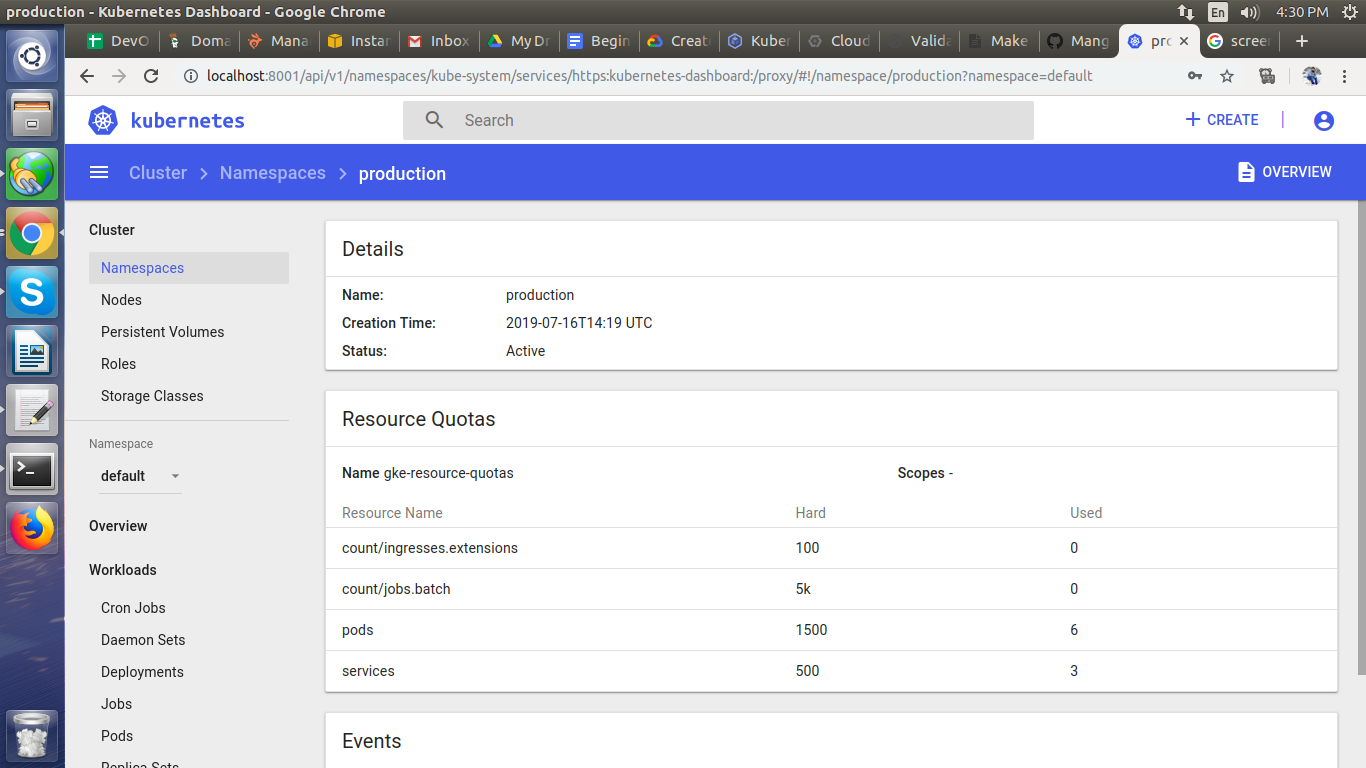 production - Kubernetes Dashboard - Google Chrome
En
4:30 PM
DevO
Doma
Mana
Instar
Inbox
My Dr
Begin
Creat
Kuber
Cloud
Valida
Make
Mang
pro
screer
localhost:8001/api/v1/namespaces/kube-system/services/https:kubernetes-dashboard:/proxy/#!/namespace/production?namespace=default
kubernetes
Search
+ CREATE
Cluster > Namespaces > production
OVERVIEW
Cluster
Namespaces
Nodes
Persistent Volumes
Roles
Storage Classes
Namespace
default
Overview
Workloads
Cron Jobs
Daemon Sets
Deployments
Jobs
Pods
Replica Sets
Details
Name: production
Creation Time: 2019-07-16T14:19 UTC
Status: Active
Resource Quotas
Name gke-resource-quotas Scopes -
Resource Name Hard Used
count/ingresses.extensions 100 0
count/jobs.batch 5k 0
pods 1500 6
services 500 3
Events